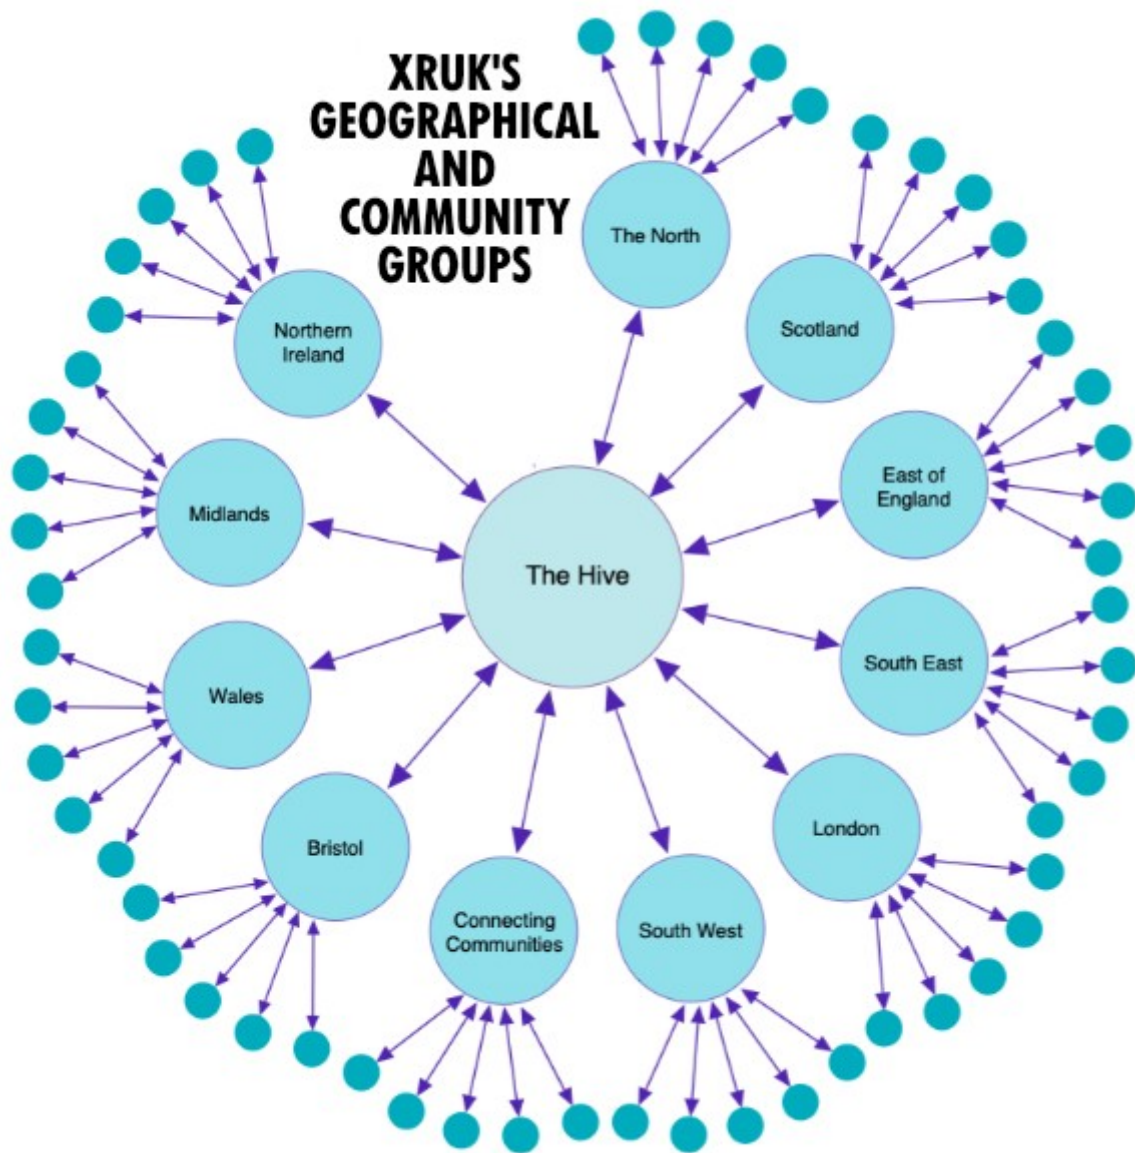 XRUK'S
GEOGRAPHICAL
AND
COMMUNITY
GROUPS
The North
Scotland
Northern
Ireland
East of
England
Midlands
The Hive
South East
Wales
London
Bristol
Connecting
Communities
South West